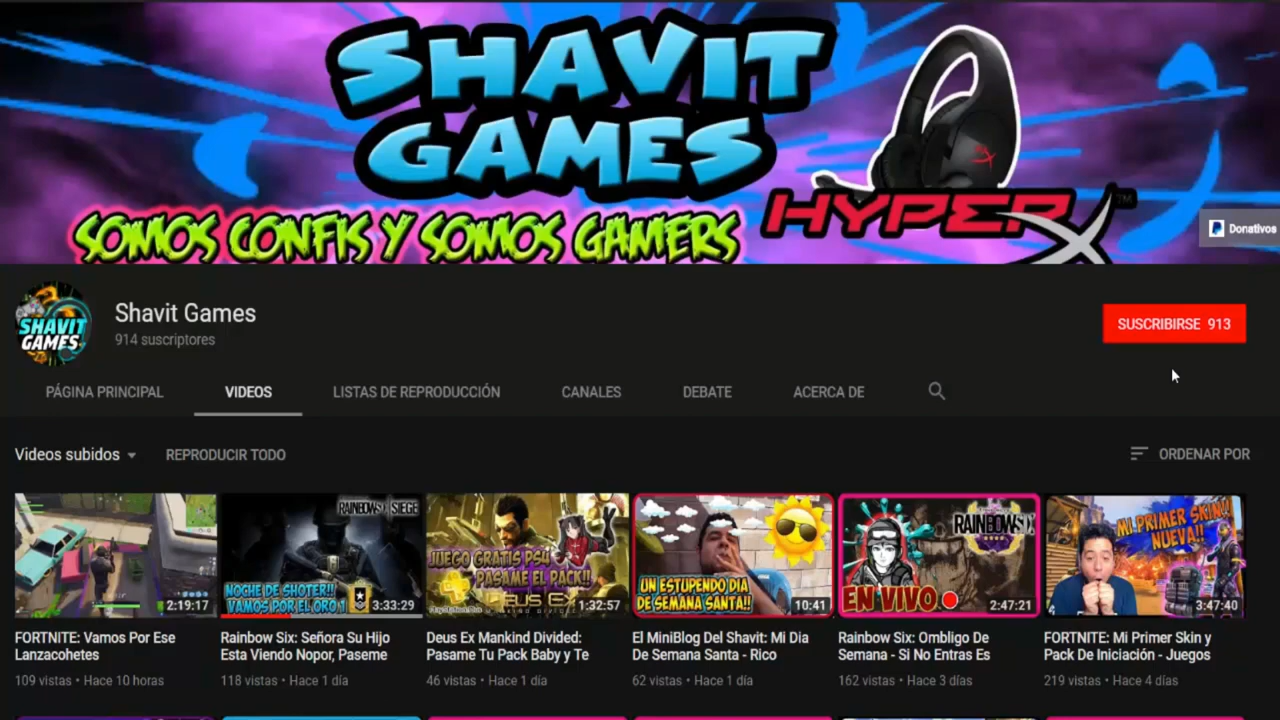 SHAVIT
GAMES
SOMOS CONFIS Y SOMOS GAMERS
HYPERX
TM
Donativos
SHAVIT
GAMES
Shavit Games
914 suscriptores
SUSCRIBIRSE 913
PÁGINA PRINCIPAL VIDEOS LISTAS DE REPRODUCCIÓN CANALES DEBATE ACERCA DE
Videos subidos REPRODUCIR TODO ORDENAR POR
2:19:17
RAINBOW SIEGE
NOCHE DE SHOTER!!
VAMOS POR EL ORO 1
3:33:29
JUEGO GRATIS PS4
PASAME EL PACK!!
DEUS EX
1:32:57
UN ESTUPENDO DIA
DE SEMANA SANTA!!
10:41
RAINBOW
EN VIVO
2:47:21
MI PRIMER SKIN!!
NUEVA!!
3:47:40
FORTNITE: Vamos Por Ese
Lanzacohetes
109 vistas • Hace 10 horas
Rainbow Six: Señora Su Hijo
Esta Viendo Nopor, Paseme
118 vistas • Hace 1 día
Deus Ex Mankind Divided:
Pasame Tu Pack Baby y Te
46 vistas • Hace 1 día
El MiniBlog Del Shavit: Mi Dia
De Semana Santa - Rico
62 vistas • Hace 1 día
Rainbow Six: Ombligo De
Semana - Si No Entras Es
162 vistas • Hace 3 días
FORTNITE: Mi Primer Skin y
Pack De Iniciación - Juegos
219 vistas • Hace 4 días